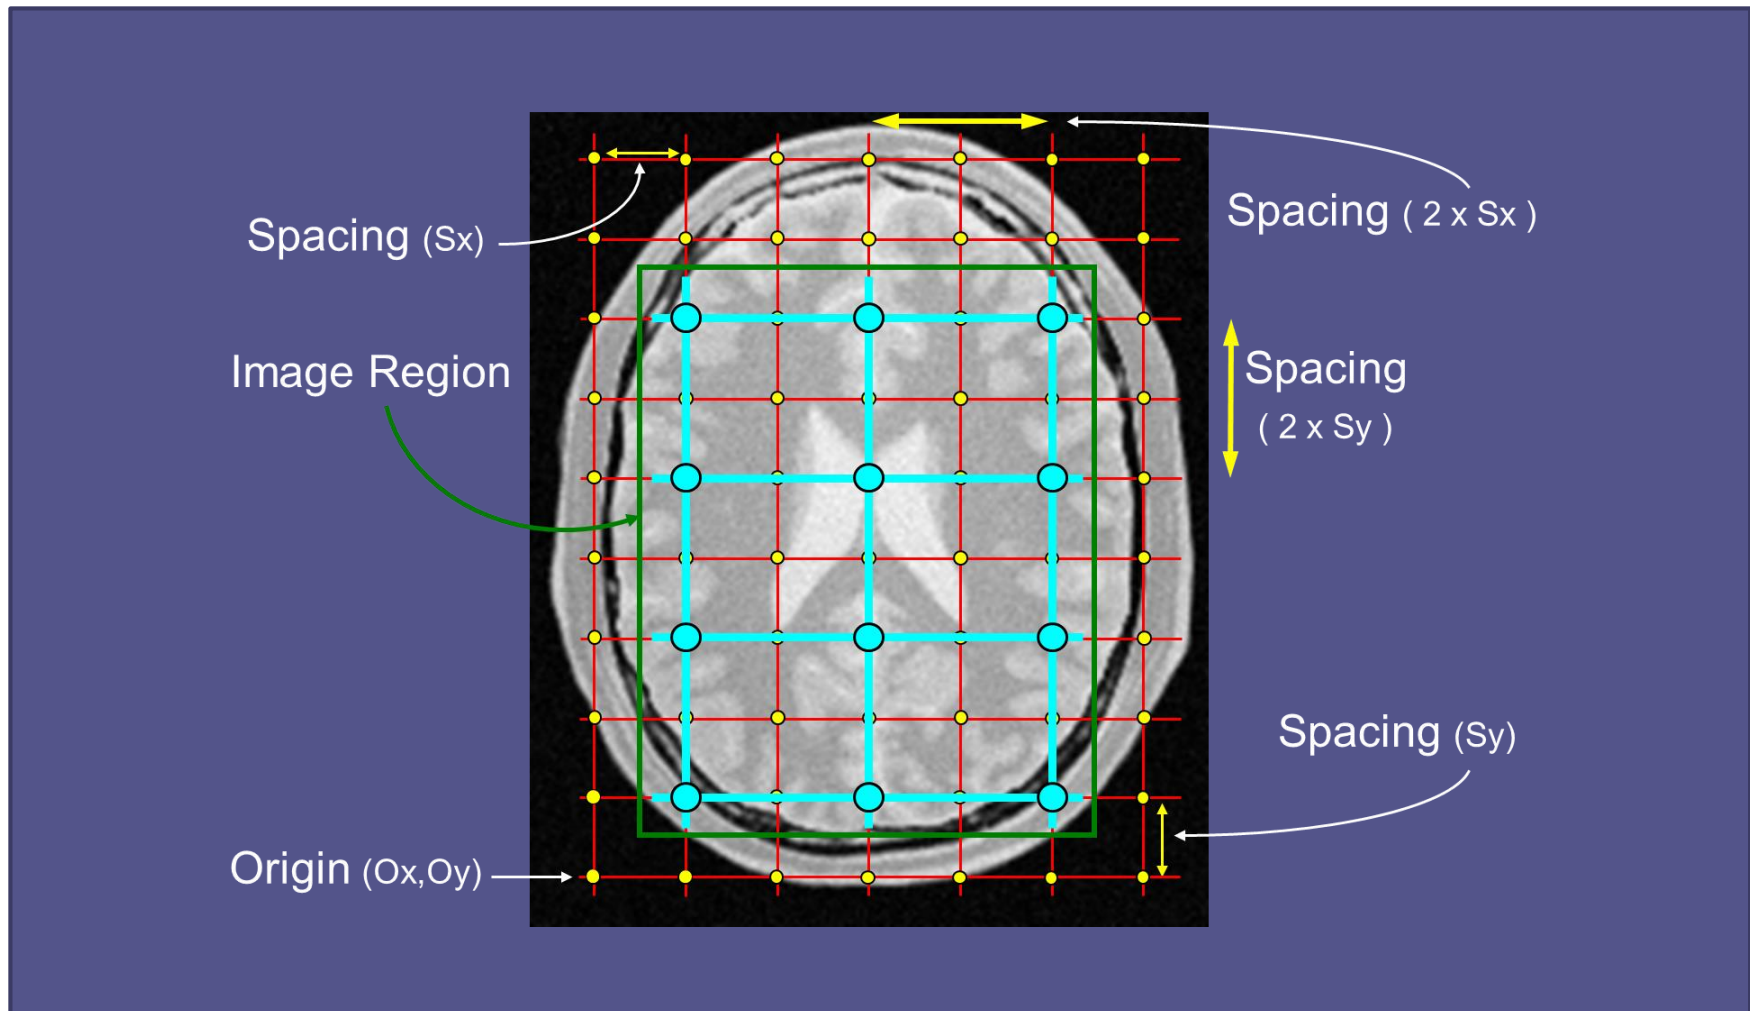 Spacing ( 2 x Sx )
Spacing (Sx)
Image Region
Spacing
( 2 x Sy )
Spacing (Sy)
Origin (Ox,Oy)